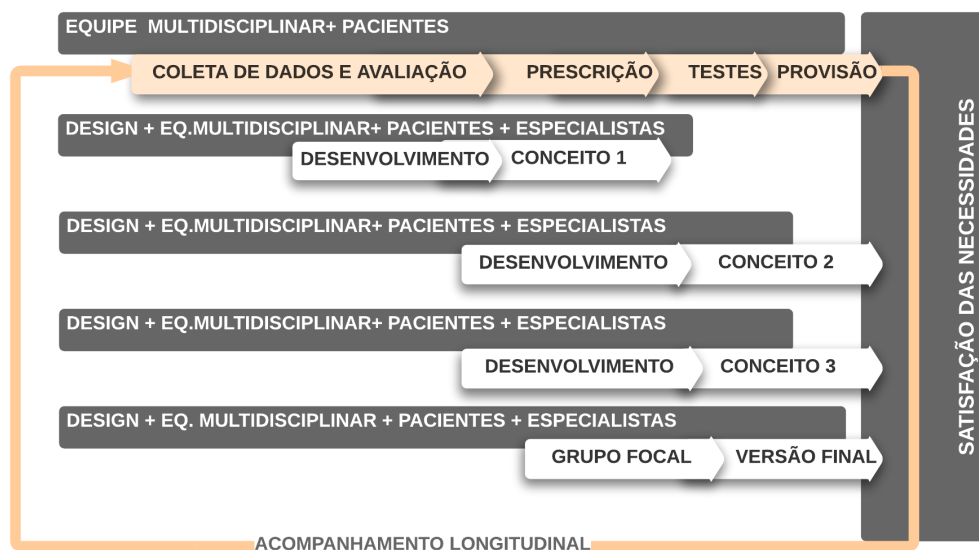 EQUIPE MULTIDISCIPLINAR+ PACIENTES
COLETA DE DADOS E AVALIAÇÃO
PRESCRIÇÃO
TESTES
PROVISÃO
DESIGN + EQ.MULTIDISCIPLINAR+ PACIENTES + ESPECIALISTAS
DESENVOLVIMENTO
CONCEITO 1
DESIGN + EQ.MULTIDISCIPLINAR+ PACIENTES + ESPECIALISTAS
DESENVOLVIMENTO
CONCEITO 2
DESIGN + EQ.MULTIDISCIPLINAR+ PACIENTES + ESPECIALISTAS
DESENVOLVIMENTO
CONCEITO 3
DESIGN + EQ. MULTIDISCIPLINAR + PACIENTES + ESPECIALISTAS
GRUPO FOCAL
VERSÃO FINAL
SATISFAÇÃO DAS NECESSIDADES
ACOMPANHAMENTO LONGITUDINAL